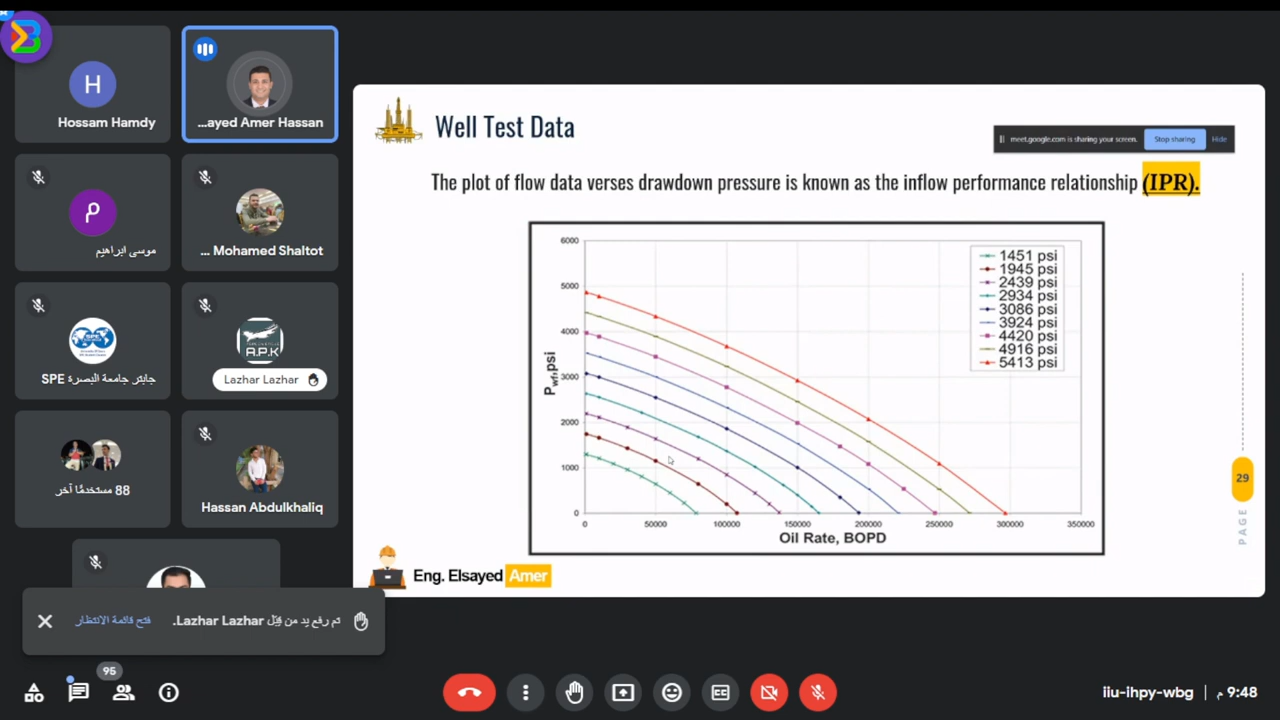 H
Hossam Hamdy
...ayed Amer Hassan
م
موسى ابراهيم
... Mohamed Shaltot
SPE
جابتر جامعة البصرة SPE
A.P.K
Lazhar Lazhar
88 مستخدمًا آخر
Hassan Abdulkhaliq
تم رفع يد من قِبَل Lazhar Lazhar.
فتح قائمة الانتظار
Well Test Data
meet.google.com is sharing your screen.
Stop sharing
Hide
The plot of flow data verses drawdown pressure is known as the inflow performance relationship (IPR).
6000
5000
4000
3000
2000
1000
0
Pwf,psi
1451 psi
1945 psi
2439 psi
2934 psi
3086 psi
3924 psi
4420 psi
4916 psi
5413 psi
0 50000 100000 150000 200000 250000 300000 350000
Oil Rate, BOPD
29
PAGE
Eng. Elsayed Amer
95
iiu-ihpy-wbg | 9:48 م